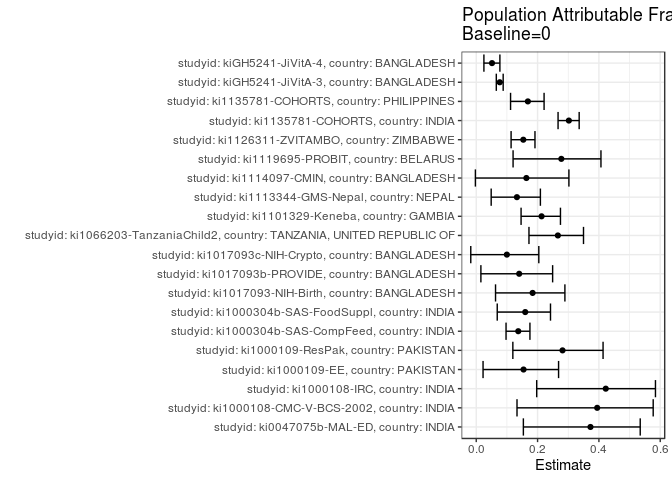 Population Attributable Fra
Baseline=0
studyid: kiGH5241-JiVitA-4, country: BANGLADESH
studyid: kiGH5241-JiVitA-3, country: BANGLADESH
studyid: ki1135781-COHORTS, country: PHILIPPINES
studyid: ki1135781-COHORTS, country: INDIA
studyid: ki1126311-ZVITAMBO, country: ZIMBABWE
studyid: ki1119695-PROBIT, country: BELARUS
studyid: ki1114097-CMIN, country: BANGLADESH
studyid: ki1113344-GMS-Nepal, country: NEPAL
studyid: ki1101329-Keneba, country: GAMBIA
studyid: ki1066203-TanzaniaChild2, country: TANZANIA, UNITED REPUBLIC OF
studyid: ki1017093c-NIH-Crypto, country: BANGLADESH
studyid: ki1017093b-PROVIDE, country: BANGLADESH
studyid: ki1017093-NIH-Birth, country: BANGLADESH
studyid: ki1000304b-SAS-FoodSuppl, country: INDIA
studyid: ki1000304b-SAS-CompFeed, country: INDIA
studyid: ki1000109-ResPak, country: PAKISTAN
studyid: ki1000109-EE, country: PAKISTAN
studyid: ki1000108-IRC, country: INDIA
studyid: ki1000108-CMC-V-BCS-2002, country: INDIA
studyid: ki0047075b-MAL-ED, country: INDIA
0.0 0.2 0.4 0.6
Estimate